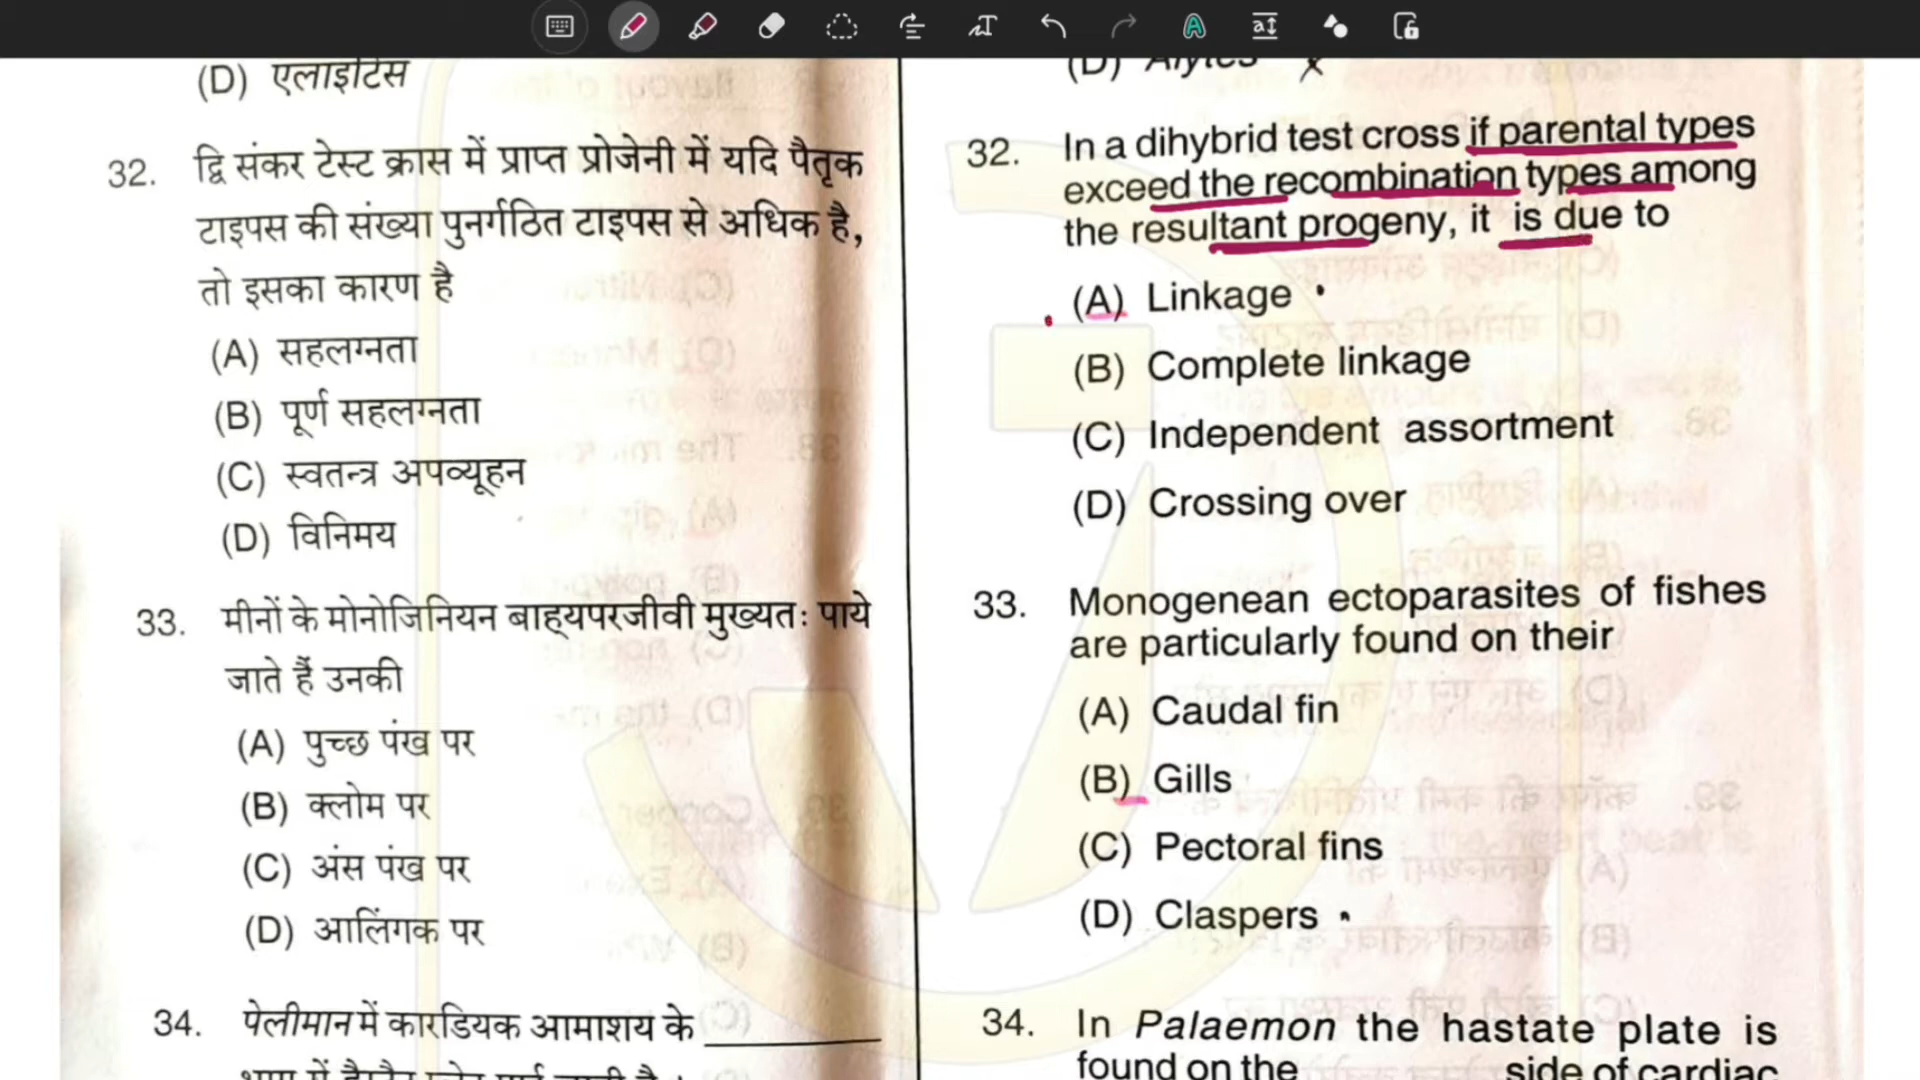 (D) एलाइटिस
32. द्वि संकर टेस्ट क्रास में प्राप्त प्रोजेनी में यदि पैतृक
टाइपस की संख्या पुनर्गठित टाइपस से अधिक है,
तो इसका कारण है
(A) सहलग्नता
(B) पूर्ण सहलग्नता
(C) स्वतन्त्र अपव्यूहन
(D) विनिमय
33. मीनों के मोनोजिनियन बाह्यपरजीवी मुख्यतः पाये
जाते हैं उनकी
(A) पुच्छ पंख पर
(B) क्लोम पर
(C) अंस पंख पर
(D) आलिंगक पर
34. पेलीमान में कारडियक आमाशय के ________
(D) Alytes
32. In a dihybrid test cross if parental types
exceed the recombination types among
the resultant progeny, it is due to
(A) Linkage
(B) Complete linkage
(C) Independent assortment
(D) Crossing over
33. Monogenean ectoparasites of fishes
are particularly found on their
(A) Caudal fin
(B) Gills
(C) Pectoral fins
(D) Claspers
34. In Palaemon the hastate plate is
found on the ________ side of cardiac